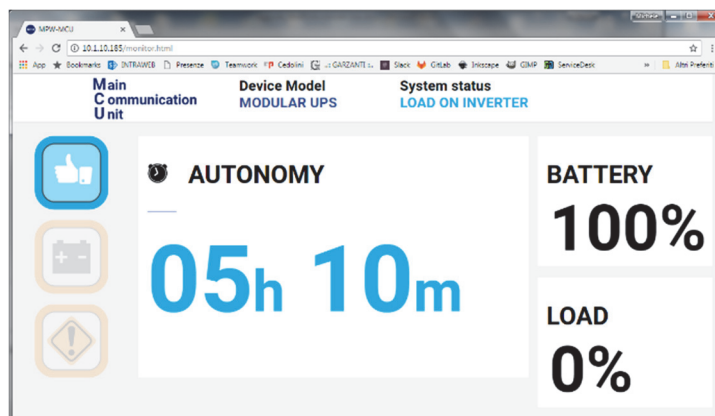 Michele
MPW-MCU
10.1.10.185/monitor.html
App Bookmarks INTRAWEB Presenze Teamwork Cedolini .::GARZANTI ::. Slack GitLab Inkscape GIMP ServiceDesk » Altri Preferiti
Main
Communication
Unit
Device Model
MODULAR UPS
System status
LOAD ON INVERTER
AUTONOMY
05h 10m
BATTERY
100%
LOAD
0%